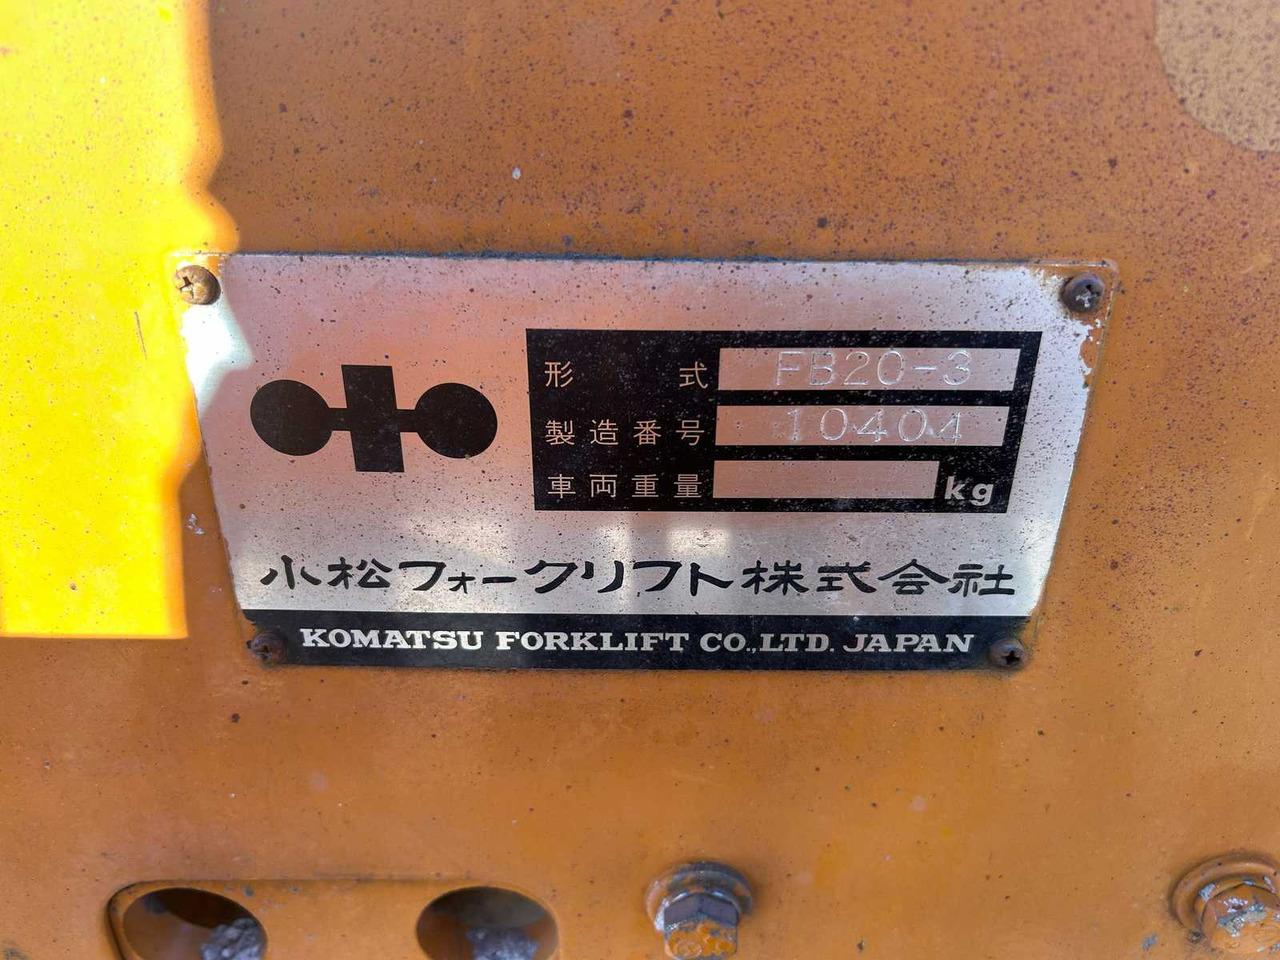 形式 FB20-3
製造番号 10404
車両重量 kg
小松フォークリフト株式会社
KOMATSU FORKLIFT CO.,LTD. JAPAN